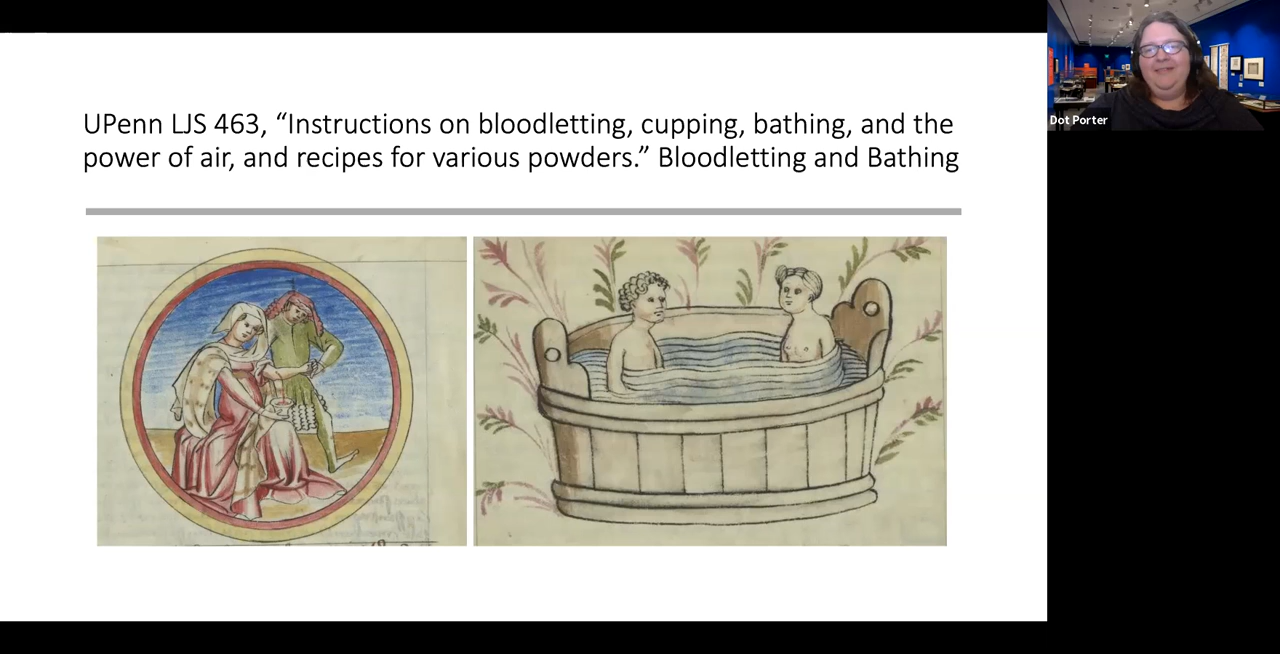 UPenn LJS 463, “Instructions on bloodletting, cupping, bathing, and the
power of air, and recipes for various powders.” Bloodletting and Bathing
Dot Porter